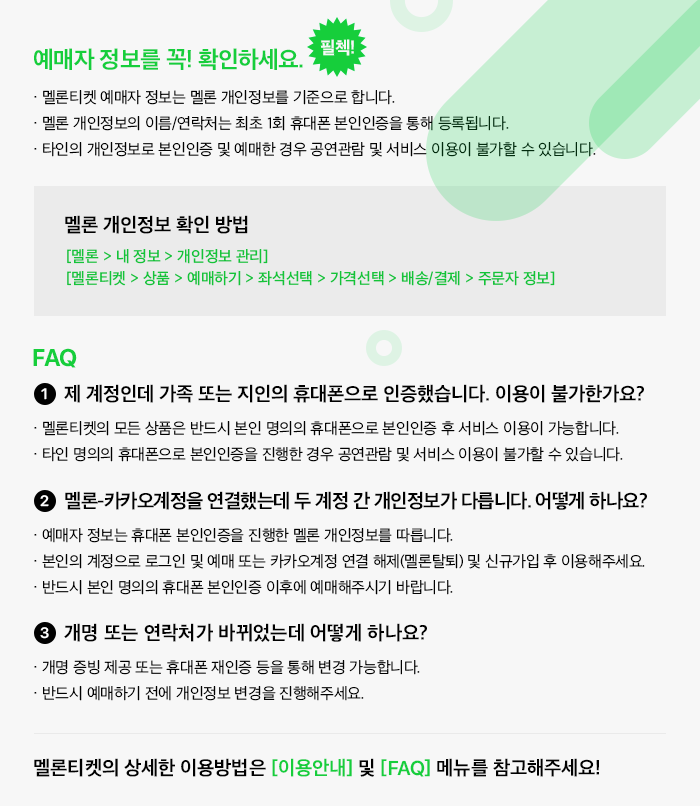 예매자 정보를 꼭! 확인하세요.
필첵!
· 멜론티켓 예매자 정보는 멜론 개인정보를 기준으로 합니다.
· 멜론 개인정보의 이름/연락처는 최초 1회 휴대폰 본인인증을 통해 등록됩니다.
· 타인의 개인정보로 본인인증 및 예매한 경우 공연관람 및 서비스 이용이 불가할 수 있습니다.
멜론 개인정보 확인 방법
[멜론 > 내 정보 > 개인정보 관리]
[멜론티켓 > 상품 > 예매하기 > 좌석선택 > 가격선택 > 배송/결제 > 주문자 정보]
FAQ
1 제 계정인데 가족 또는 지인의 휴대폰으로 인증했습니다. 이용이 불가한가요?
· 멜론티켓의 모든 상품은 반드시 본인 명의의 휴대폰으로 본인인증 후 서비스 이용이 가능합니다.
· 타인 명의의 휴대폰으로 본인인증을 진행한 경우 공연관람 및 서비스 이용이 불가할 수 있습니다.
2 멜론-카카오계정을 연결했는데 두 계정 간 개인정보가 다릅니다. 어떻게 하나요?
· 예매자 정보는 휴대폰 본인인증을 진행한 멜론 개인정보를 따릅니다.
· 본인의 계정으로 로그인 및 예매 또는 카카오계정 연결 해제(멜론탈퇴) 및 신규가입 후 이용해주세요.
· 반드시 본인 명의의 휴대폰 본인인증 이후에 예매해주시기 바랍니다.
3 개명 또는 연락처가 바뀌었는데 어떻게 하나요?
· 개명 증빙 제공 또는 휴대폰 재인증 등을 통해 변경 가능합니다.
· 반드시 예매하기 전에 개인정보 변경을 진행해주세요.
멜론티켓의 상세한 이용방법은 [이용안내] 및 [FAQ] 메뉴를 참고해주세요!